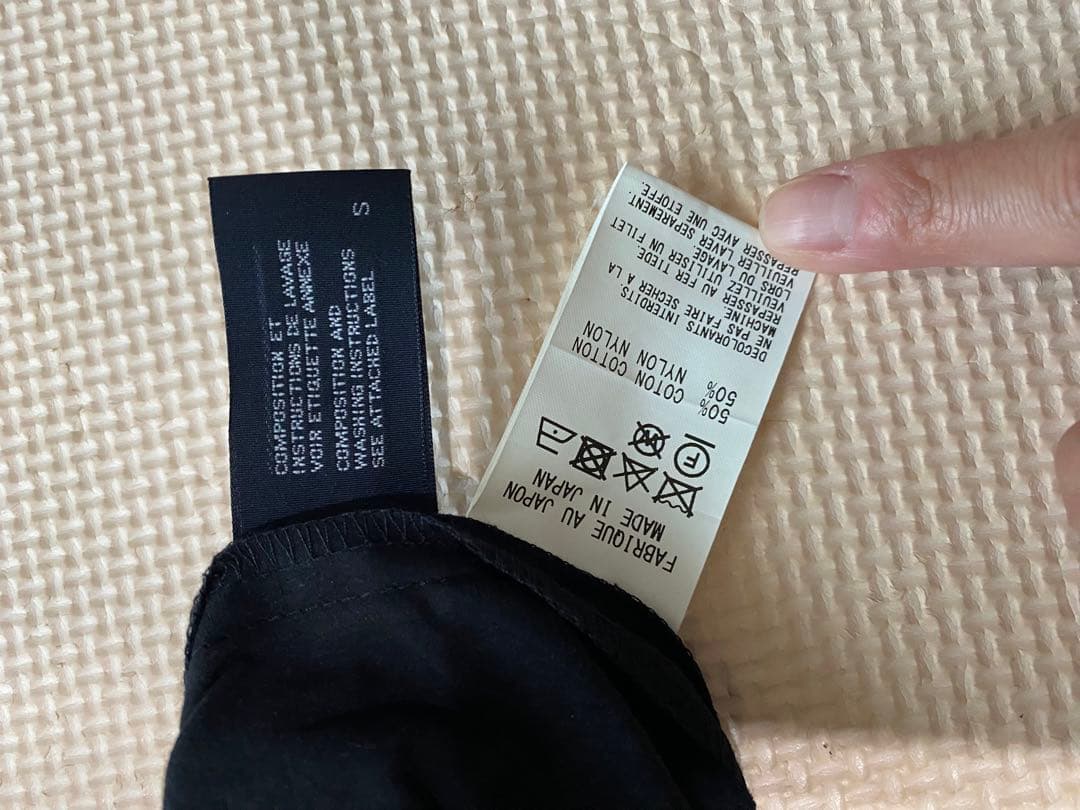 COMPOSITION ET
INSTRUCTIONS DE LAVAGE
VOIR ETIQUETTE ANNEXE
COMPOSITION AND
WASHING INSTRUCTIONS
SEE ATTACHED LABEL
S
FABRIQUE AU JAPON
MADE IN JAPAN
F
W
50% COTON COTTON
50% NYLON NYLON
DECOLORANTS INTERDITS.
NE PAS FAIRE SECHER A LA
MACHINE
REPASSER AU FER TIEDE.
VEUILLEZ UTILISER UN FILET
LORS DU LAVAGE.
VEUILLER LAVER SEPAREMENT.
REPASSER AVEC UNE ETOFFE.